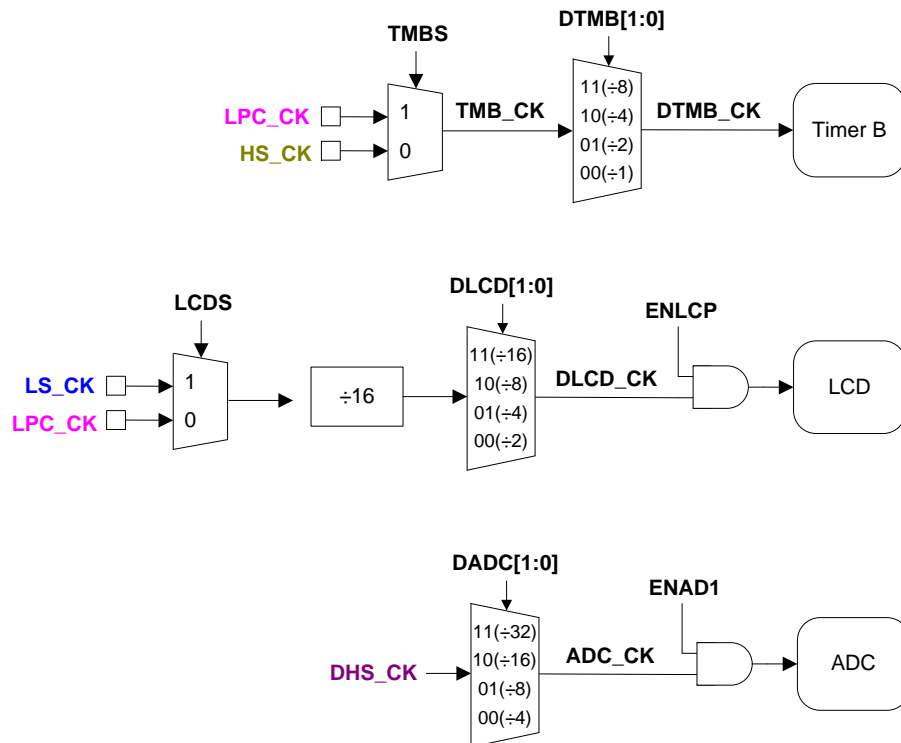 TMBS
DTMB[1:0]
LPC_CK
1
HS_CK
0
TMB_CK
11(÷8)
10(÷4)
01(÷2)
00(÷1)
DTMB_CK
Timer B
LCDS
DLCD[1:0]
ENLCP
LS_CK
1
LPC_CK
0
÷16
11(÷16)
10(÷8)
01(÷4)
00(÷2)
DLCD_CK
LCD
DADC[1:0]
ENAD1
DHS_CK
11(÷32)
10(÷16)
01(÷8)
00(÷4)
ADC_CK
ADC